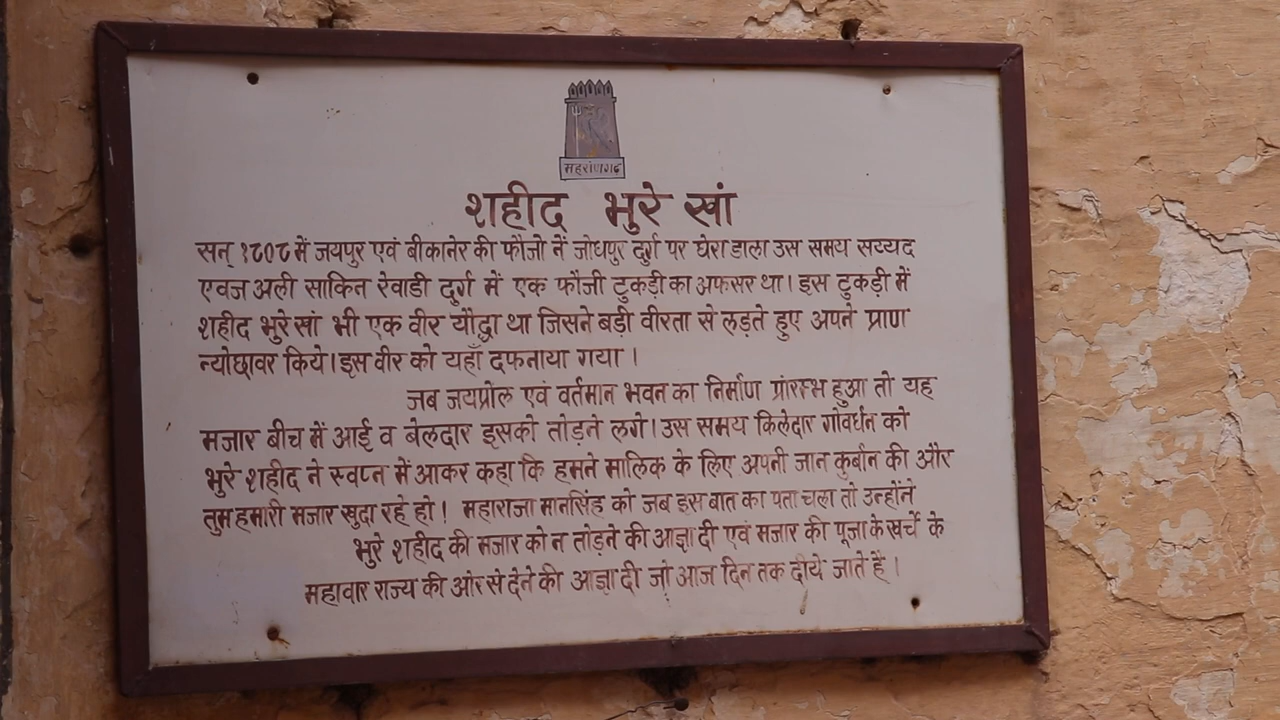 महरांणगढ़
शहीद भुरे खां
सन् १८०८ में जयपुर एवं बीकानेर की फौजो नें जोधपुर दुर्ग पर घेरा डाला उस समय सय्यद
एवज अली साकिन रेवाडी दुर्ग में एक फौजी टुकड़ी का अफसर था। इस टुकड़ी में
शहीद भुरे खां भी एक वीर यौद्धा था जिसने बड़ी वीरता से लड़ते हुए अपने प्राण
न्योछावर किये। इस वीर को यहाँ दफनाया गया।
जब जयप्रोल एवं वर्तमान भवन का निर्माण प्रांरम्भ हुआ तो यह
मजार बीच में आई व बेलदार इसको तोड़ने लगे। उस समय किलेदार गोवर्धन को
भुरे शहीद ने स्वप्न में आकर कहा कि हमने मालिक के लिए अपनी जान कुर्बान की और
तुम हमारी मजार खुदा रहे हो! महाराजा मानसिंह को जब इस बात का पता चला तो उन्होंने
भुरे शहीद की मजार को न तोड़ने की आज्ञा दी एवं मजार की पूजा के खर्चे के
महावार राज्य की ओर से देने की आज्ञा दी जो आज दिन तक दीये जाते है।